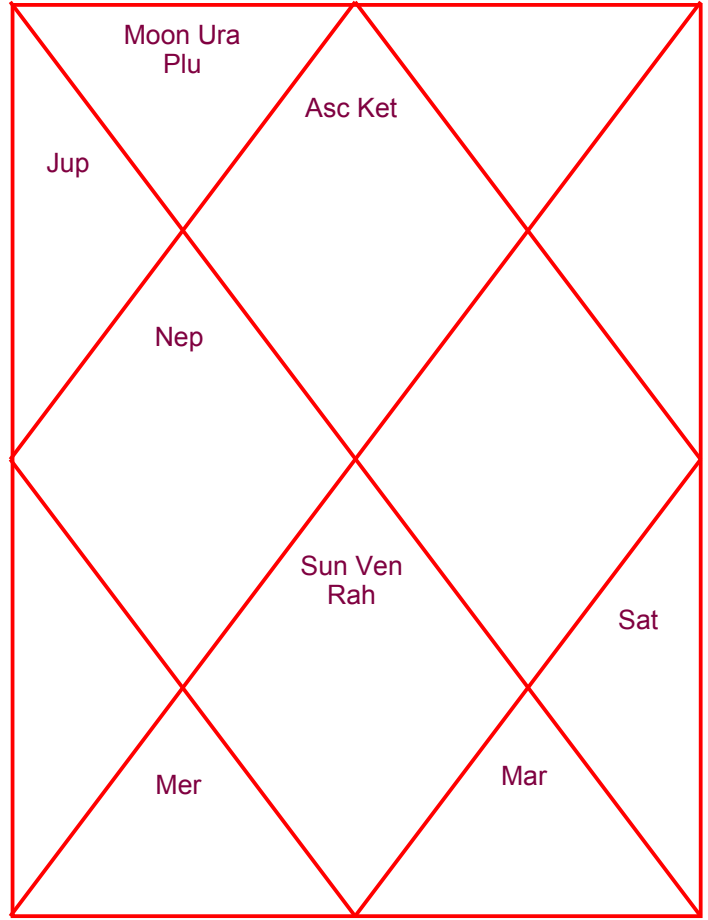 Moon Ura
Plu
Asc Ket
Jup
Nep
Sun Ven
Rah
Sat
Mer
Mar